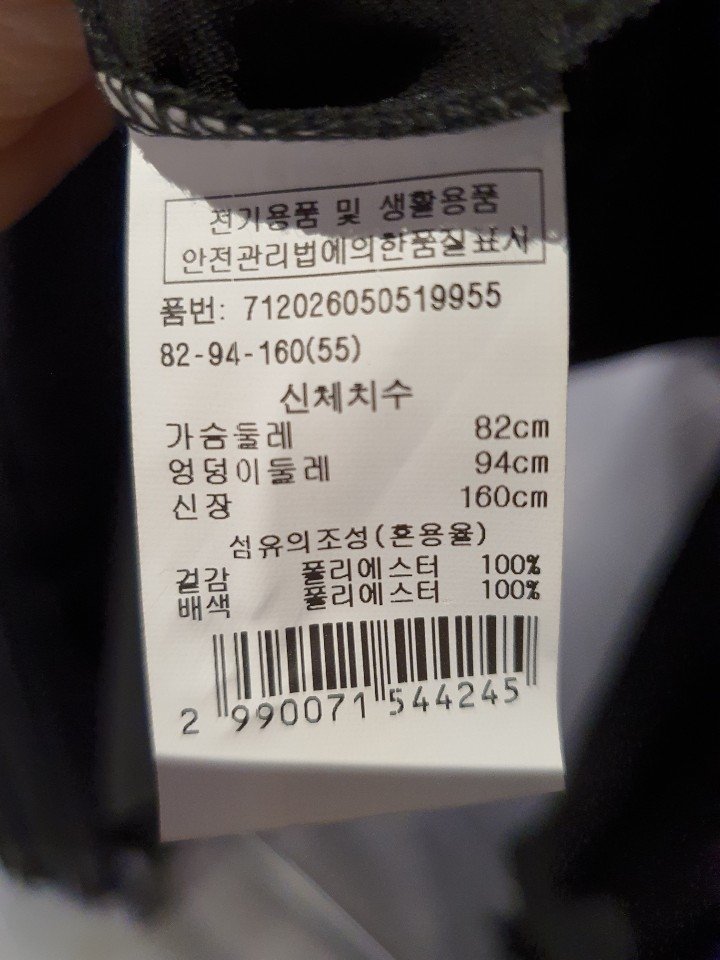 전기용품 및 생활용품
안전관리법에의한품질표시
품번: 712026050519955
82-94-160(55)
신체치수
가슴둘레 82cm
엉덩이둘레 94cm
신장 160cm
섬유의조성(혼용율)
겉감 폴리에스터 100%
배색 폴리에스터 100%
2 990071 544245